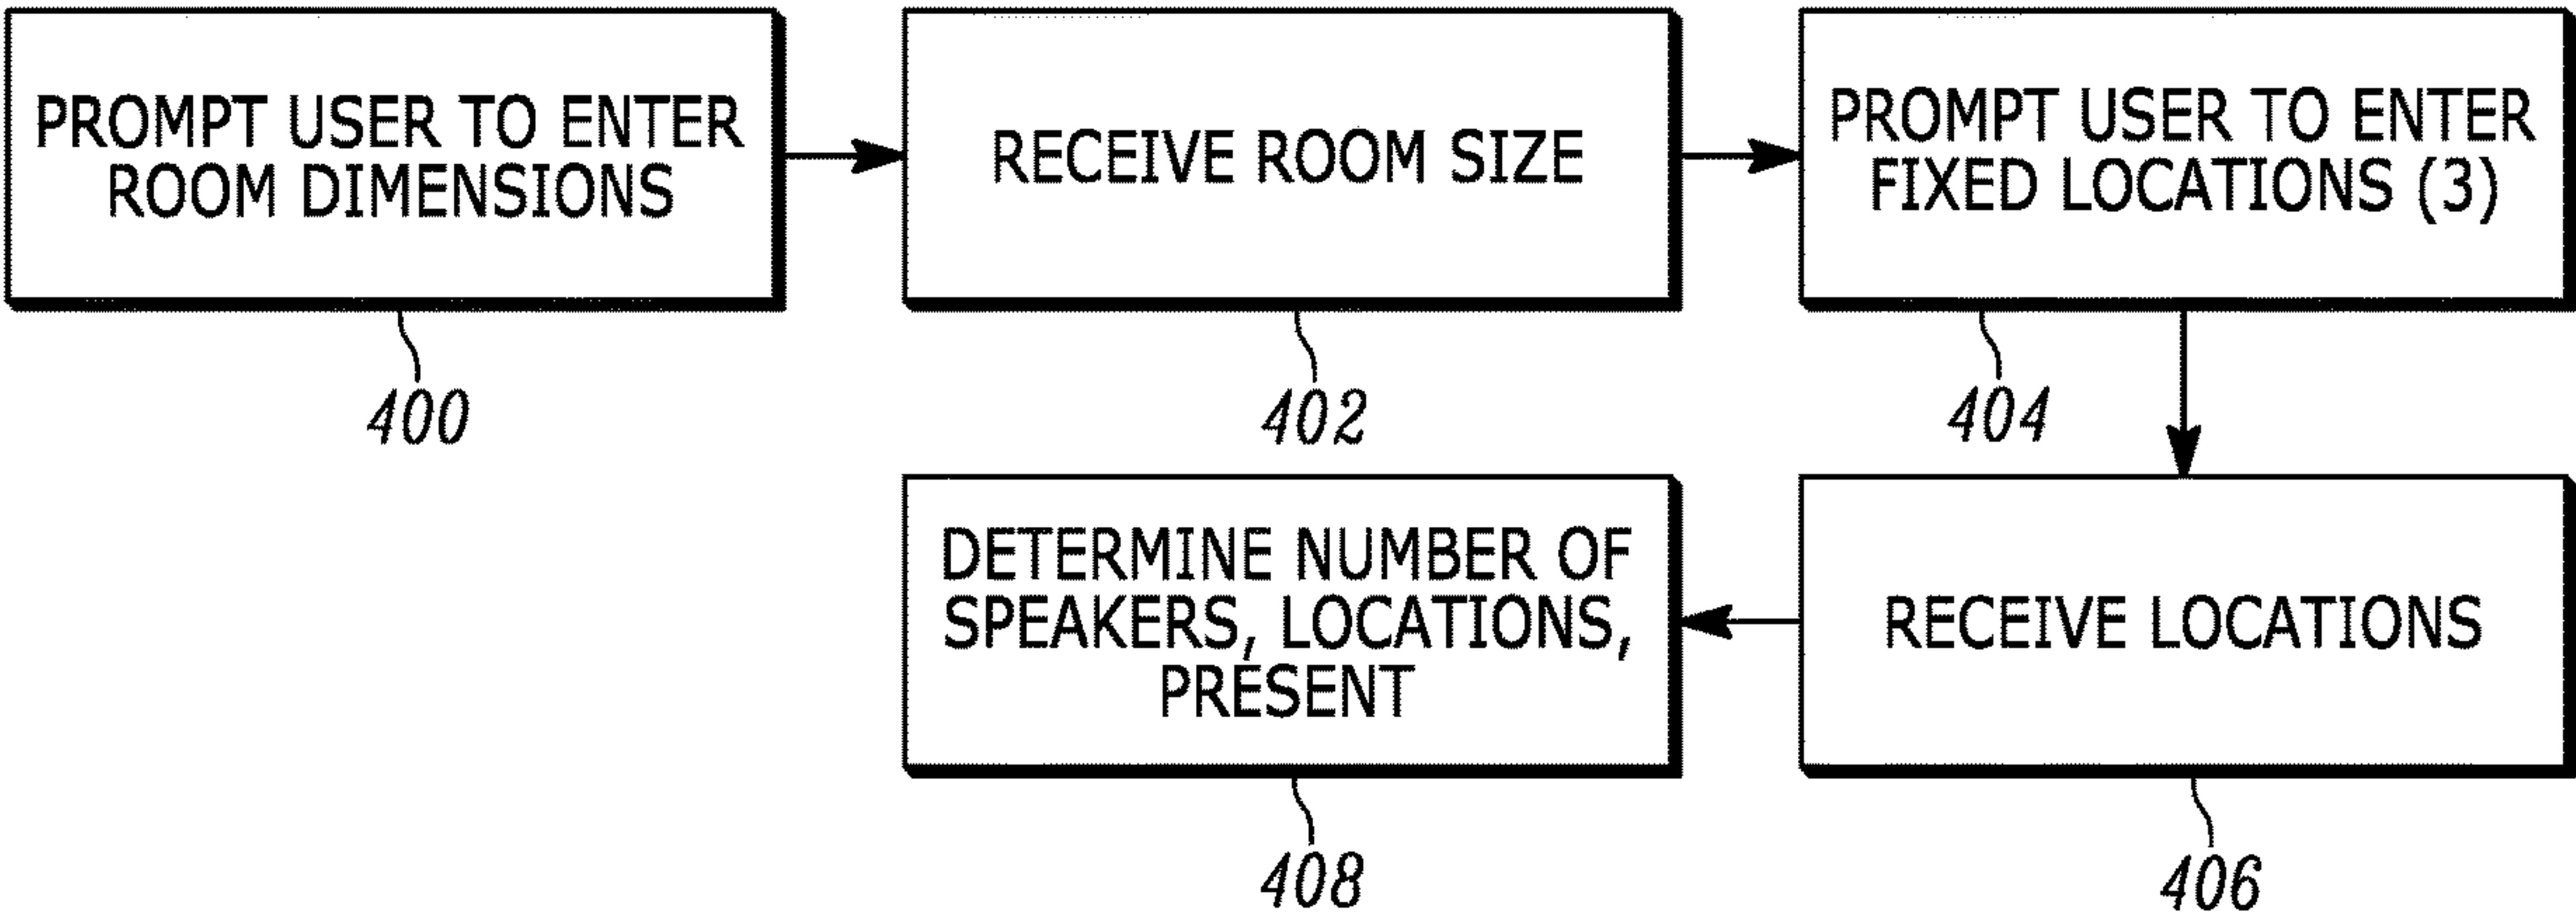 PROMPT USER TO ENTER
ROOM DIMENSIONS
RECEIVE ROOM SIZE
PROMPT USER TO ENTER
FIXED LOCATIONS (3)
400
402
404
DETERMINE NUMBER OF
SPEAKERS, LOCATIONS,
PRESENT
RECEIVE LOCATIONS
408
406